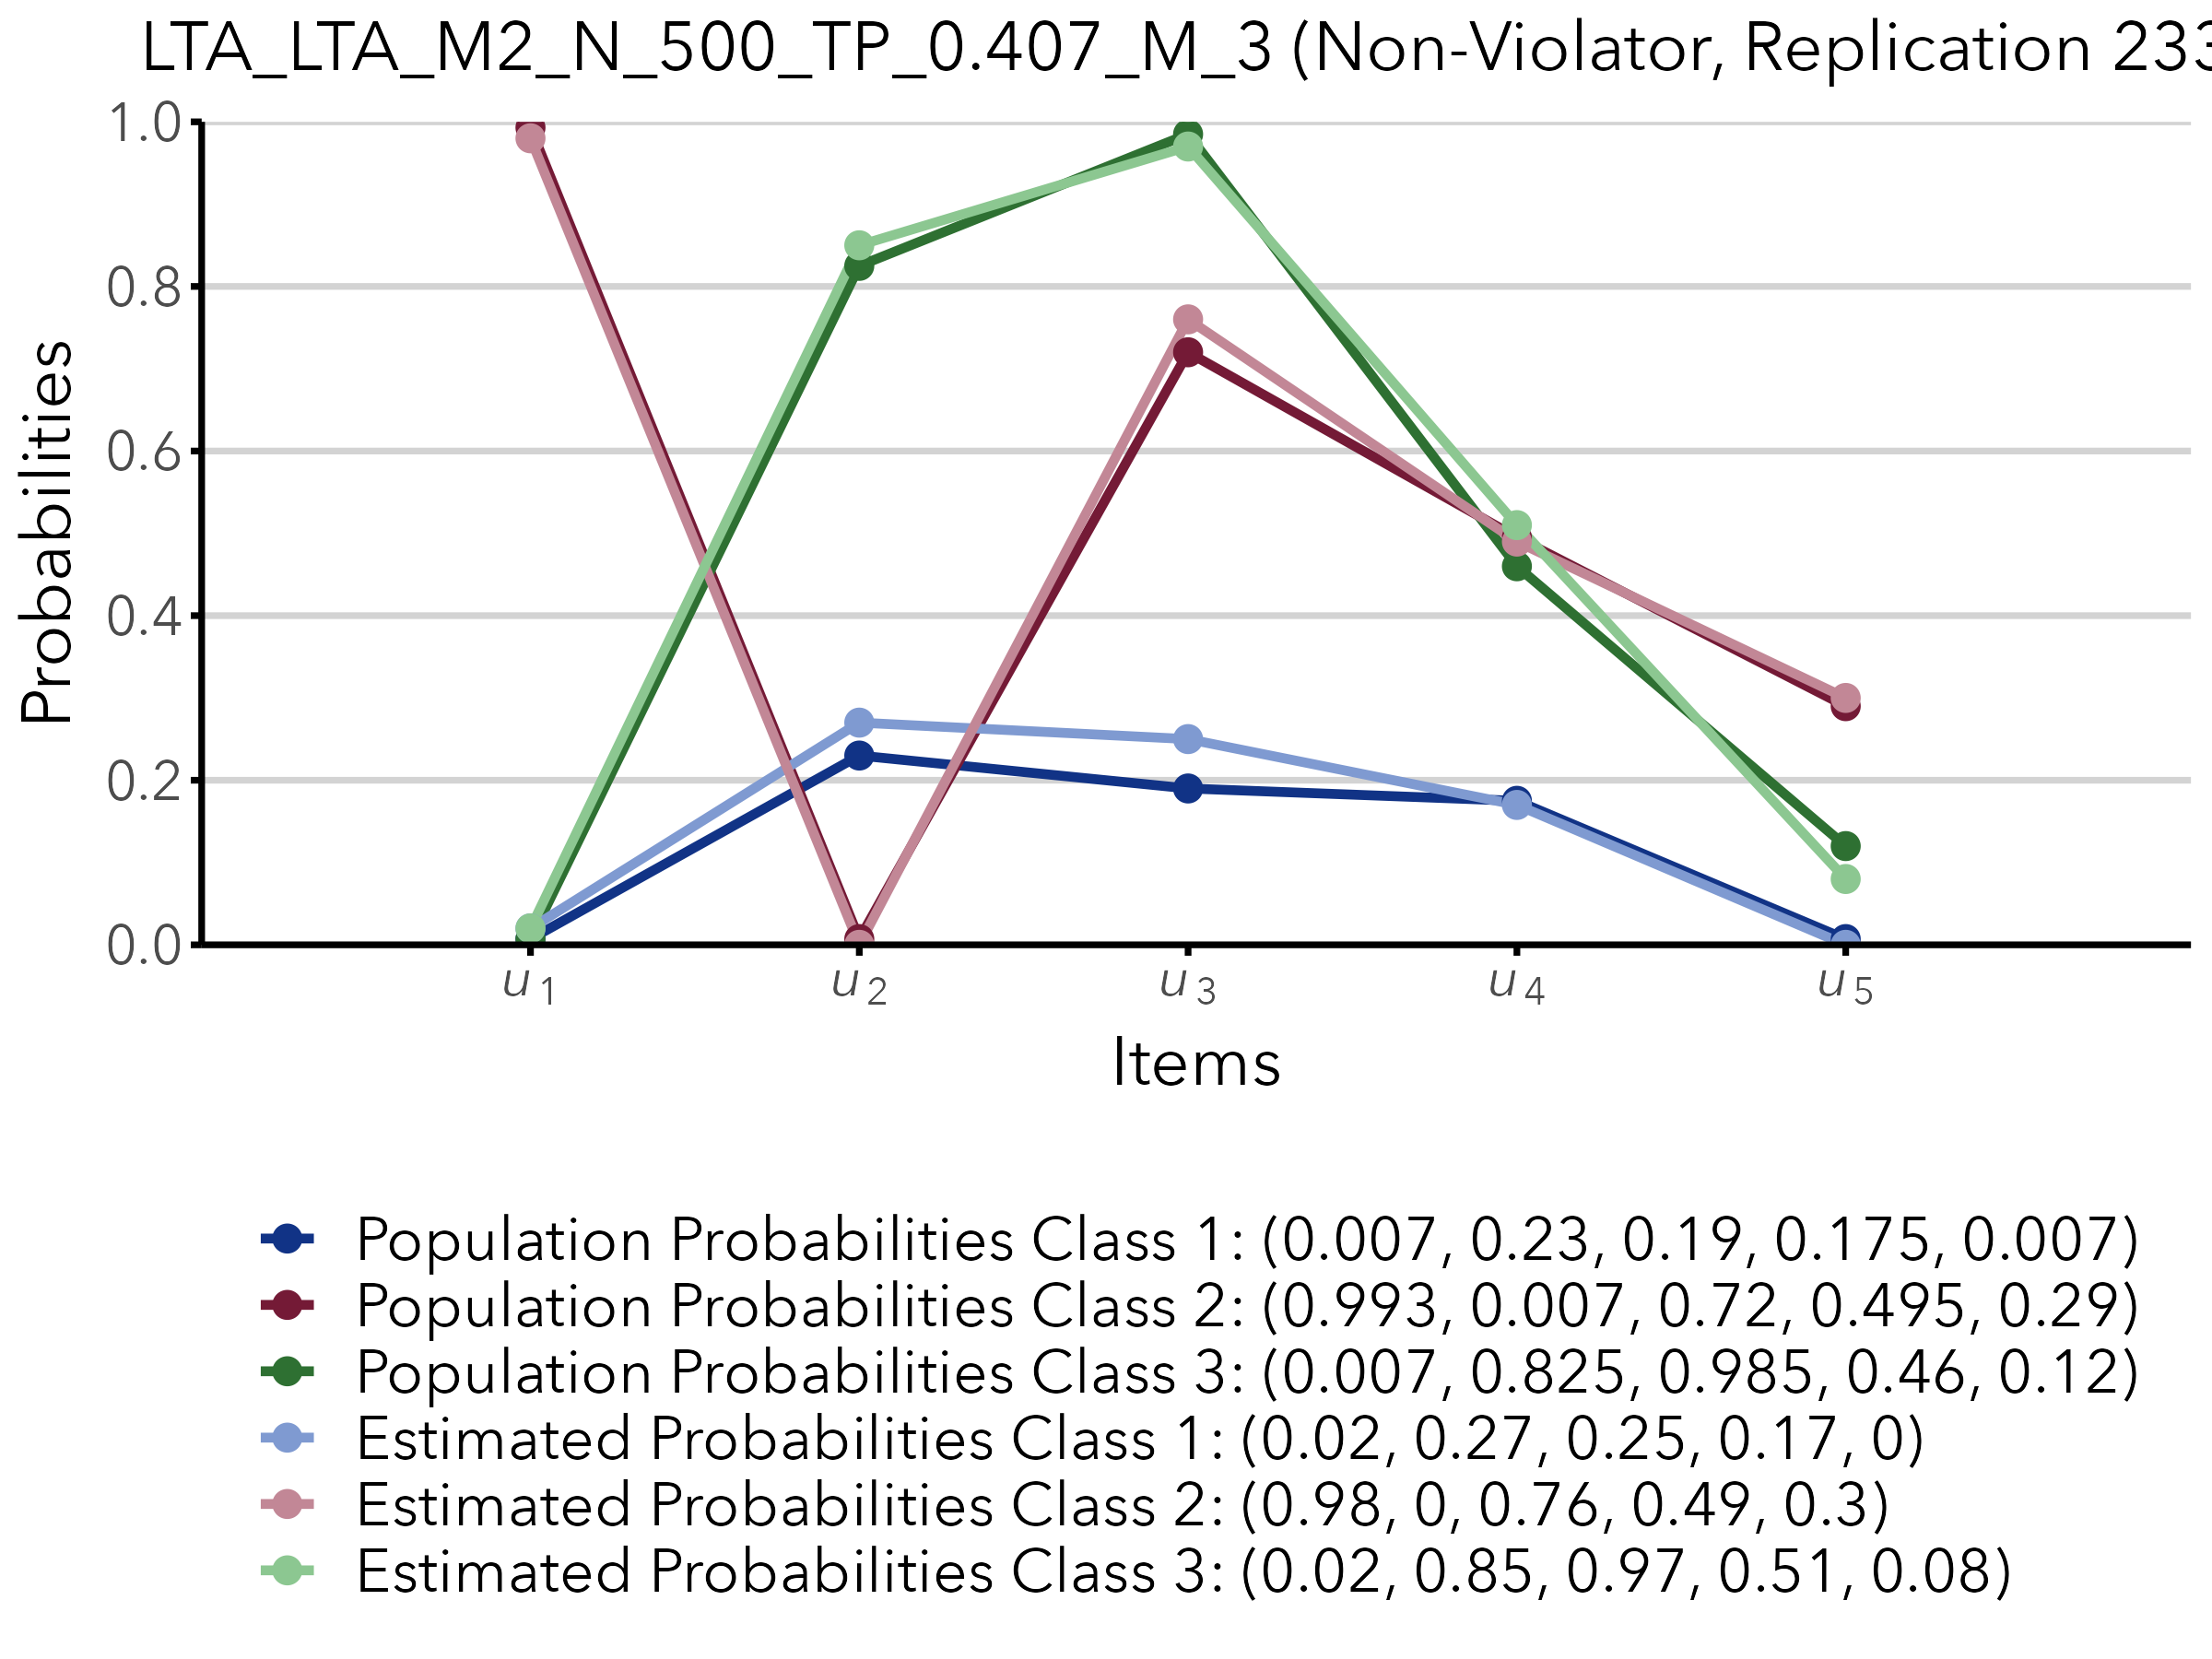 LTA_LTA_M2_N_500_TP_0.407_M_3 (Non-Violator, Replication 233
1.0
0.8
0.6
0.4
0.2
0.0
Probabilities
u1 u2 u3 u4 u5
Items
Population Probabilities Class 1: (0.007, 0.23, 0.19, 0.175, 0.007)
Population Probabilities Class 2: (0.993, 0.007, 0.72, 0.495, 0.29)
Population Probabilities Class 3: (0.007, 0.825, 0.985, 0.46, 0.12)
Estimated Probabilities Class 1: (0.02, 0.27, 0.25, 0.17, 0)
Estimated Probabilities Class 2: (0.98, 0, 0.76, 0.49, 0.3)
Estimated Probabilities Class 3: (0.02, 0.85, 0.97, 0.51, 0.08)